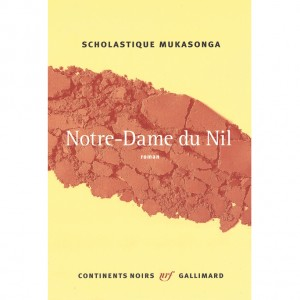 SCHOLASTIQUE MUKASONGA
Notre-Dame du Nil
roman
CONTINENTS NOIRS nrf GALLIMARD